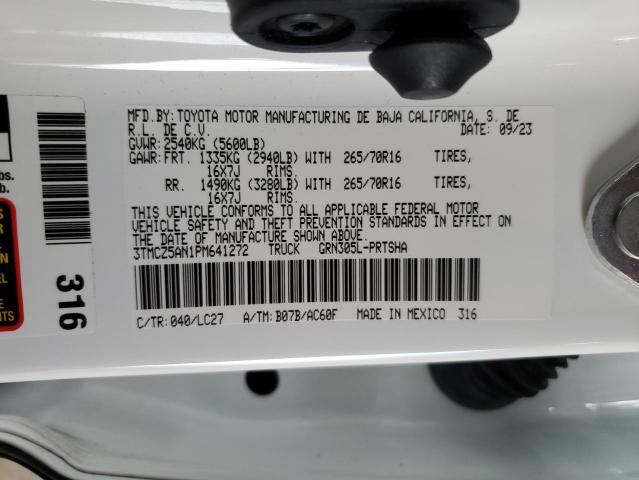 MFD.BY: TOYOTA MOTOR MANUFACTURING DE BAJA CALIFORNIA, S. DE
R.L. DE C.V. DATE: 09/23
GVWR: 2540KG (5600LB)
GAWR: FRT. 1335KG (2940LB) WITH 265/70R16 TIRES,
16X7J RIMS.
RR. 1490KG (3280LB) WITH 265/70R16 TIRES,
16X7J RIMS.
THIS VEHICLE CONFORMS TO ALL APPLICABLE FEDERAL MOTOR
VEHICLE SAFETY AND THEFT PREVENTION STANDARDS IN EFFECT ON
THE DATE OF MANUFACTURE SHOWN ABOVE.
3TMCZ5AN1PM641272 TRUCK GRN305L-PRTSHA
C/TR: 040/LC27 A/TM: B07B/AC60F MADE IN MEXICO 316
316
bs.
b.